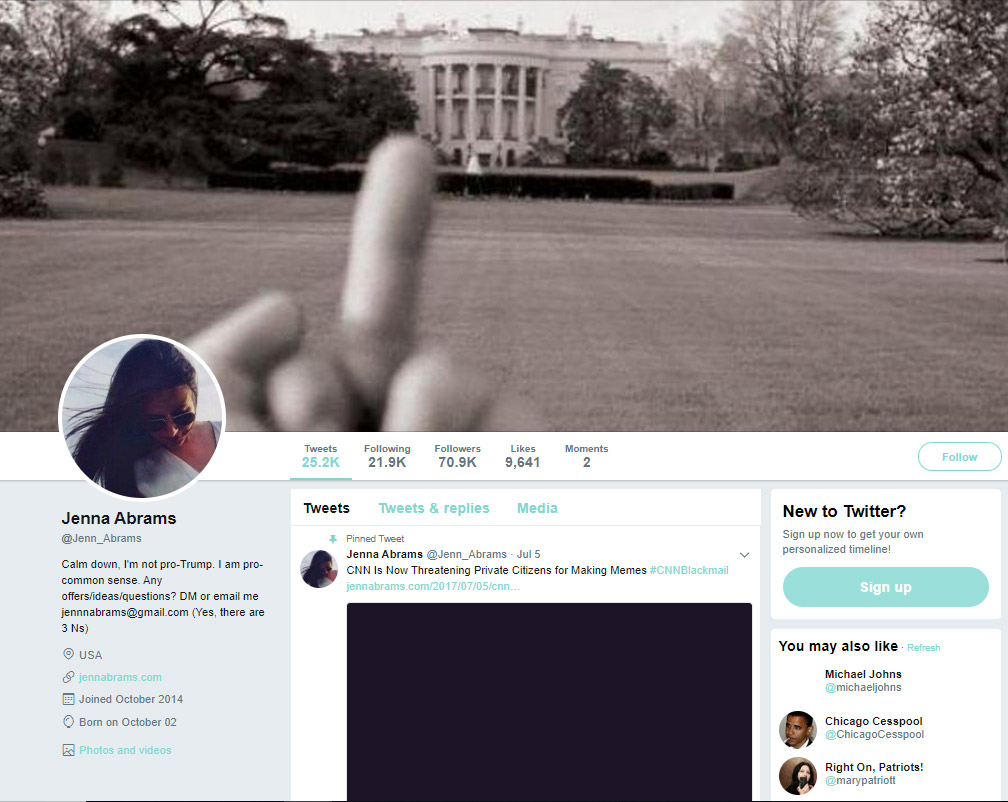 Tweets
25.2K
Following
21.9K
Followers
70.9K
Likes
9,641
Moments
2
Follow
Jenna Abrams
@Jenn_Abrams
Calm down, I'm not pro-Trump. I am pro-
common sense. Any
offers/ideas/questions? DM or email me
jennnabrams@gmail.com (Yes, there are
3 Ns)
USA
jennabrams.com
Joined October 2014
Born on October 02
Photos and videos
Tweets Tweets & replies Media
Pinned Tweet
Jenna Abrams @Jenn_Abrams · Jul 5
CNN Is Now Threatening Private Citizens for Making Memes #CNNBlackmail
jennabrams.com/2017/07/05/cnn…
New to Twitter?
Sign up now to get your own
personalized timeline!
Sign up
You may also like · Refresh
Michael Johns
@michaeljohns
Chicago Cesspool
@ChicagoCesspool
Right On, Patriots!
@marypatriott